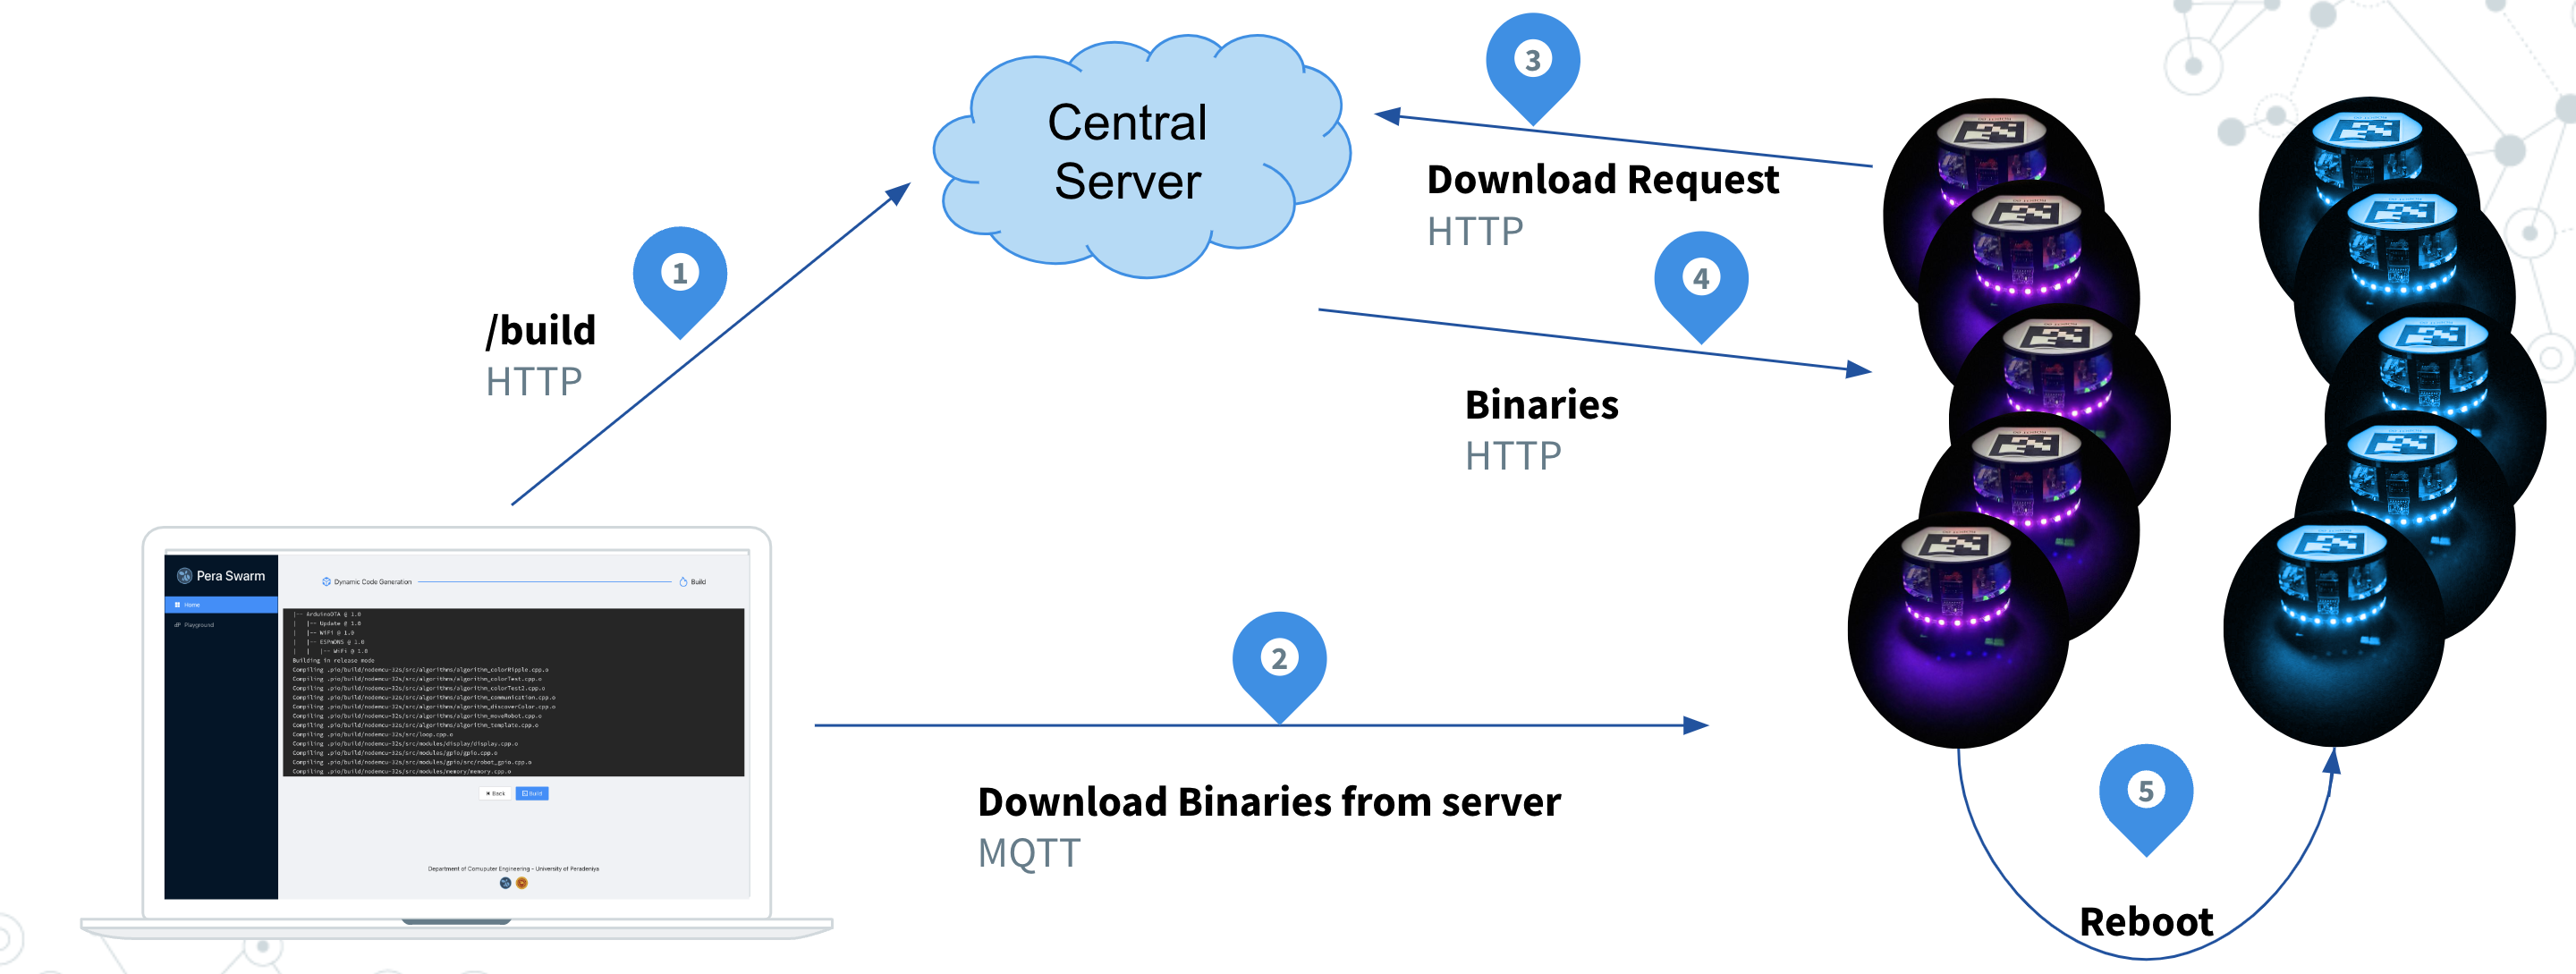 Central
Server
3
Download Request
HTTP
1
/build
HTTP
4
Binaries
HTTP
Pera Swarm
Home
Playground
Dynamic Code Generation
Build
|-- ArduinoOTA @ 1.0
|   |-- Update @ 1.0
|   |-- WiFi @ 1.0
|   |-- ESPmDNS @ 1.0
|   |   |-- WiFi @ 1.0
Building in release mode
Compiling .pio/build/nodemcu-32s/src/algorithms/algorithm_colorRipple.cpp.o
Compiling .pio/build/nodemcu-32s/src/algorithms/algorithm_colorTest.cpp.o
Compiling .pio/build/nodemcu-32s/src/algorithms/algorithm_colorTest2.cpp.o
Compiling .pio/build/nodemcu-32s/src/algorithms/algorithm_communication.cpp.o
Compiling .pio/build/nodemcu-32s/src/algorithms/algorithm_discoverColor.cpp.o
Compiling .pio/build/nodemcu-32s/src/algorithms/algorithm_moveRobot.cpp.o
Compiling .pio/build/nodemcu-32s/src/algorithms/algorithm_template.cpp.o
Compiling .pio/build/nodemcu-32s/src/loop.cpp.o
Compiling .pio/build/nodemcu-32s/src/modules/display/display.cpp.o
Compiling .pio/build/nodemcu-32s/src/modules/gpio/gpio.cpp.o
Compiling .pio/build/nodemcu-32s/src/modules/gpio/src/robot_gpio.cpp.o
Compiling .pio/build/nodemcu-32s/src/modules/memory/memory.cpp.o
Back
Build
Department of Comuputer Engineering - University of Peradeniya
2
Download Binaries from server
MQTT
5
Reboot